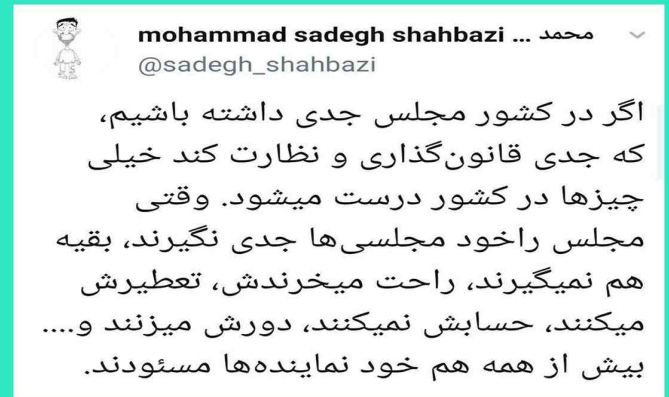 mohammad sadegh shahbazi ... محمد
@sadegh_shahbazi
اگر در کشور مجلس جدی داشته باشیم،
که جدی قانون‌گذاری و نظارت کند خیلی
چیزها در کشور درست میشود. وقتی
مجلس راخود مجلسی‌ها جدی نگیرند، بقیه
هم نمیگیرند، راحت میخرندش، تعطیرش
میکنند، حسابش نمیکنند، دورش میزنند و....
بیش از همه هم خود نماینده‌ها مسئودند.